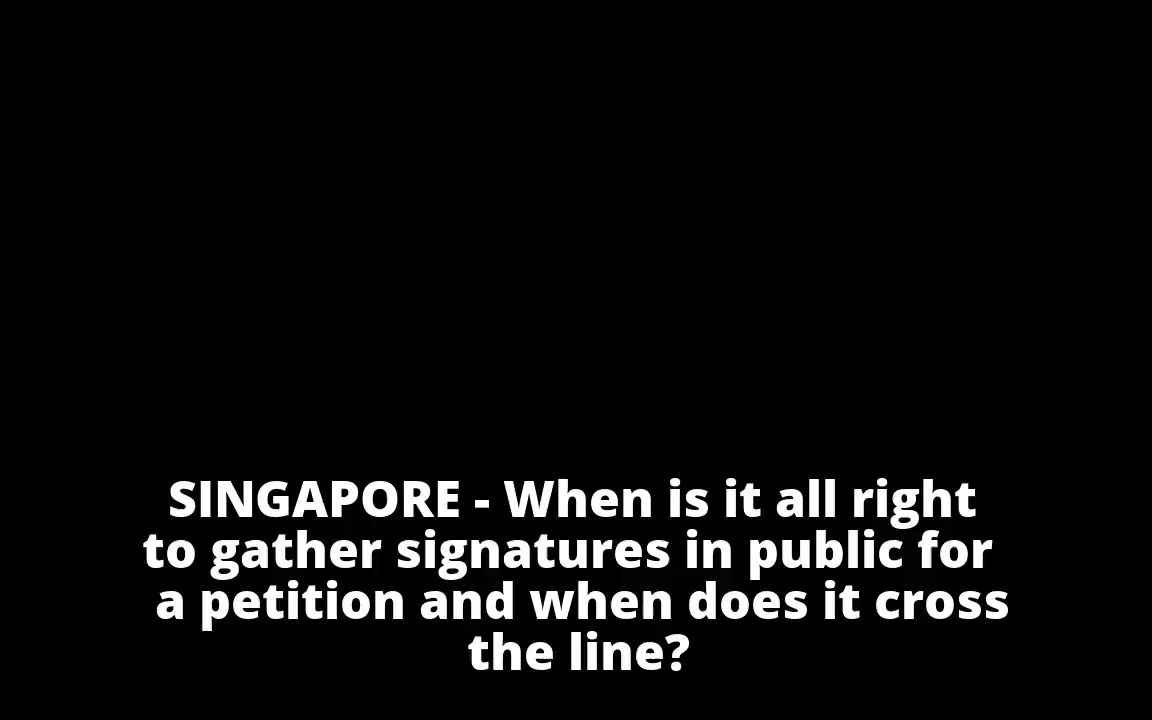 SINGAPORE - When is it all right
to gather signatures in public for
a petition and when does it cross
the line?